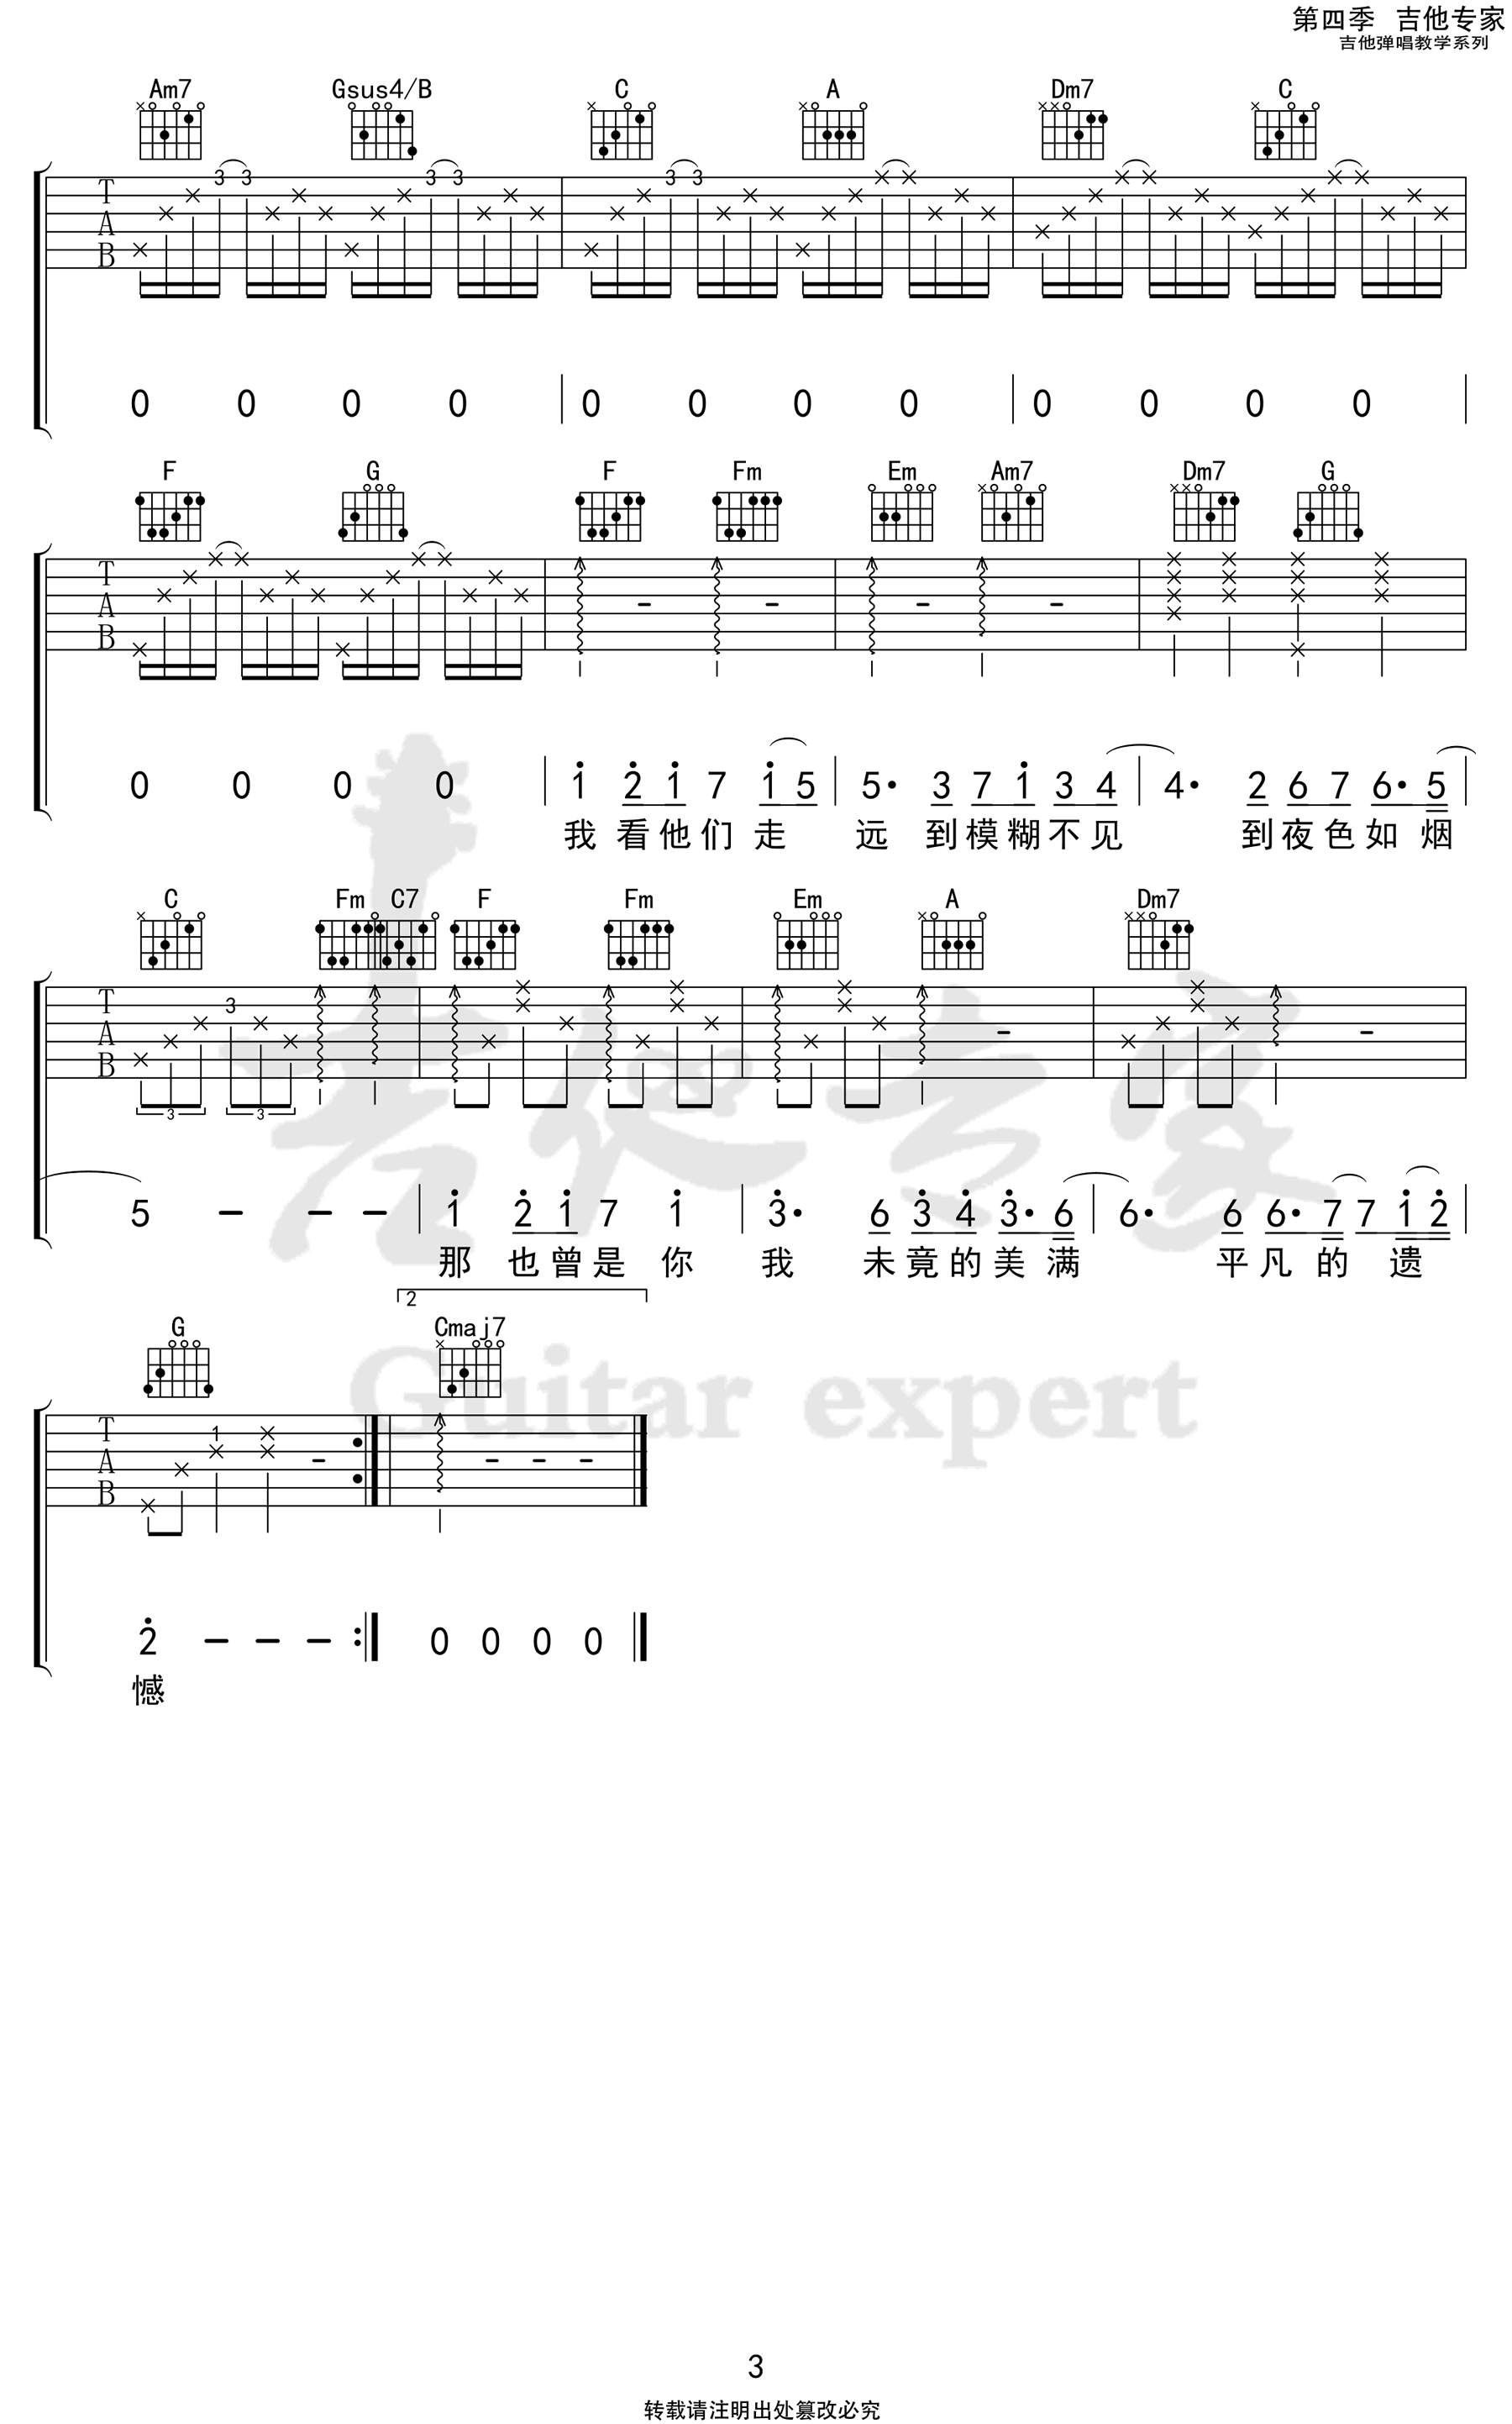 第四季 吉他专家
吉他弹唱教学系列
Am7 Gsus4/B C A Dm7 C
3 3 3 3 3 3
T
A
B
0 0 0 0 0 0 0 0 0 0 0 0
F G F Fm Em Am7 Dm7 G
T
A
B
0 0 0 0 1 2 1 7 1 5 5· 3 7 1 3 4 4· 2 6 7 6· 5
我 看 他 们 走 远 到 模 糊 不 见 到 夜 色 如 烟
C Fm C7 F Fm Em A Dm7
3
T
A
B
3 3
5 - - - 1 2 1 7 1 3· 6 3 4 3· 6 6· 6 6· 7 7 1 2
那 也 曾 是 你 我 未 竟 的 美 满 平 凡 的 遗
2
G Cmaj7
1
T
A
B
2 - - - 0 0 0 0
憾
吉他专家
Guitar expert
3
转载请注明出处篡改必究